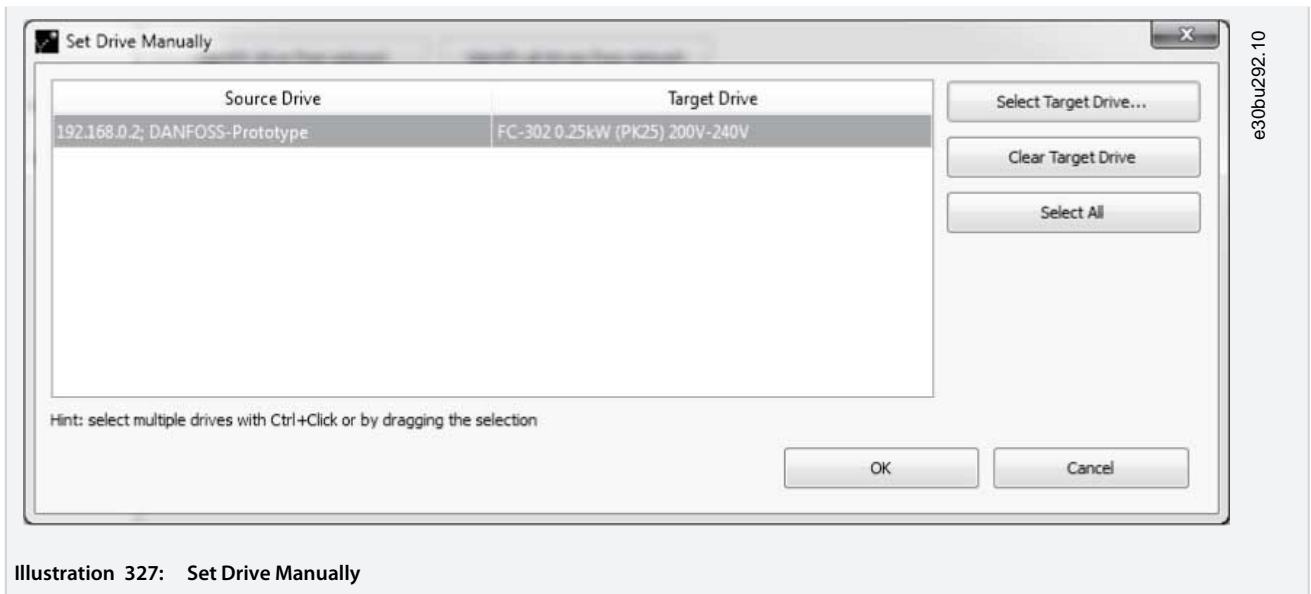 Set Drive Manually
Source Drive Target Drive
192.168.0.2; DANFOSS-Prototype FC-302 0.25kW (PK25) 200V-240V
Select Target Drive...
Clear Target Drive
Select All
Hint: select multiple drives with Ctrl+Click or by dragging the selection
OK Cancel
e30bu292.10
Illustration 327: Set Drive Manually